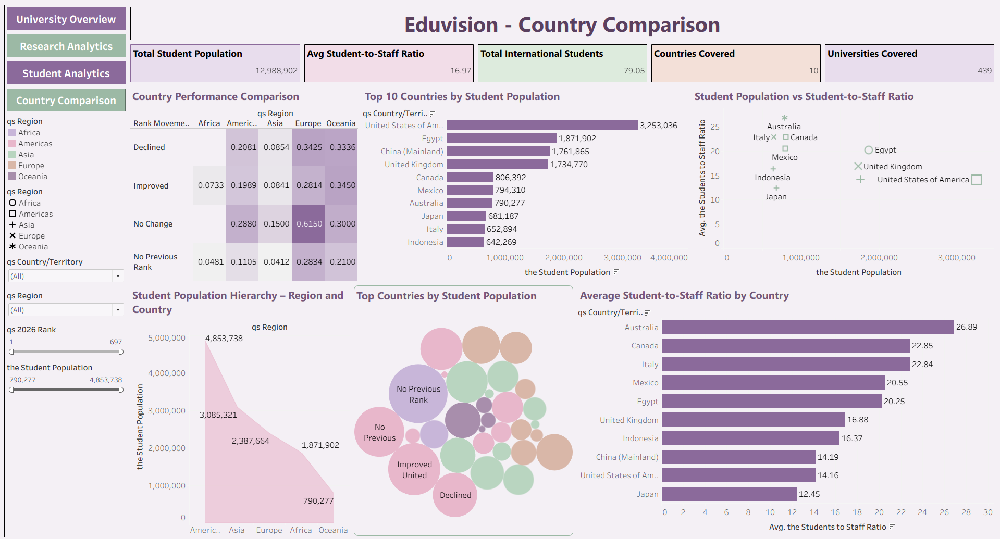 University Overview
Research Analytics
Student Analytics
Country Comparison
qs Region
Africa
Americas
Asia
Europe
Oceania
qs Region
Africa
Americas
Asia
Europe
Oceania
qs Country/Territory
(All)
qs Region
(All)
qs 2026 Rank
1 697
the Student Population
790,277 4,853,738
Eduvision - Country Comparison
Total Student Population
12,988,902
Avg Student-to-Staff Ratio
16.97
Total International Students
79.05
Countries Covered
10
Universities Covered
439
Country Performance Comparison
qs Region
Rank Moveme.. Africa Americ.. Asia Europe Oceania
Declined 0.2081 0.0854 0.3425 0.3336
Improved 0.0733 0.1989 0.0841 0.2814 0.3450
No Change 0.2880 0.1500 0.6150 0.3000
No Previous
Rank 0.0481 0.1105 0.0412 0.2834 0.2100
Top 10 Countries by Student Population
qs Country/Terri..
United States of Am.. 3,253,036
Egypt 1,871,902
China (Mainland) 1,761,865
United Kingdom 1,734,770
Canada 806,392
Mexico 794,310
Australia 790,277
Japan 681,187
Italy 652,894
Indonesia 642,269
0 1,000,000 2,000,000 3,000,000 4,000,000
the Student Population
Student Population vs Student-to-Staff Ratio
Avg. the Students to Staff Ratio
25
20
15
10
5
0
Australia
Italy Canada
Mexico
Egypt
United Kingdom
Indonesia
United States of America
Japan
0 1,000,000 2,000,000 3,000,000
the Student Population
Student Population Hierarchy – Region and
Country
qs Region
the Student Population
5,000,000
4,000,000
3,000,000
2,000,000
1,000,000
0
4,853,738
3,085,321
2,387,664
1,871,902
790,277
Americ.. Asia Europe Africa Oceania
Top Countries by Student Population
No Previous
Rank
No
Previous
Improved
United
Declined
Average Student-to-Staff Ratio by Country
qs Country/Terri..
Australia 26.89
Canada 22.85
Italy 22.84
Mexico 20.55
Egypt 20.25
United Kingdom 16.88
Indonesia 16.37
China (Mainland) 14.19
United States of Am.. 14.16
Japan 12.45
0 2 4 6 8 10 12 14 16 18 20 22 24 26 28 30
Avg. the Students to Staff Ratio